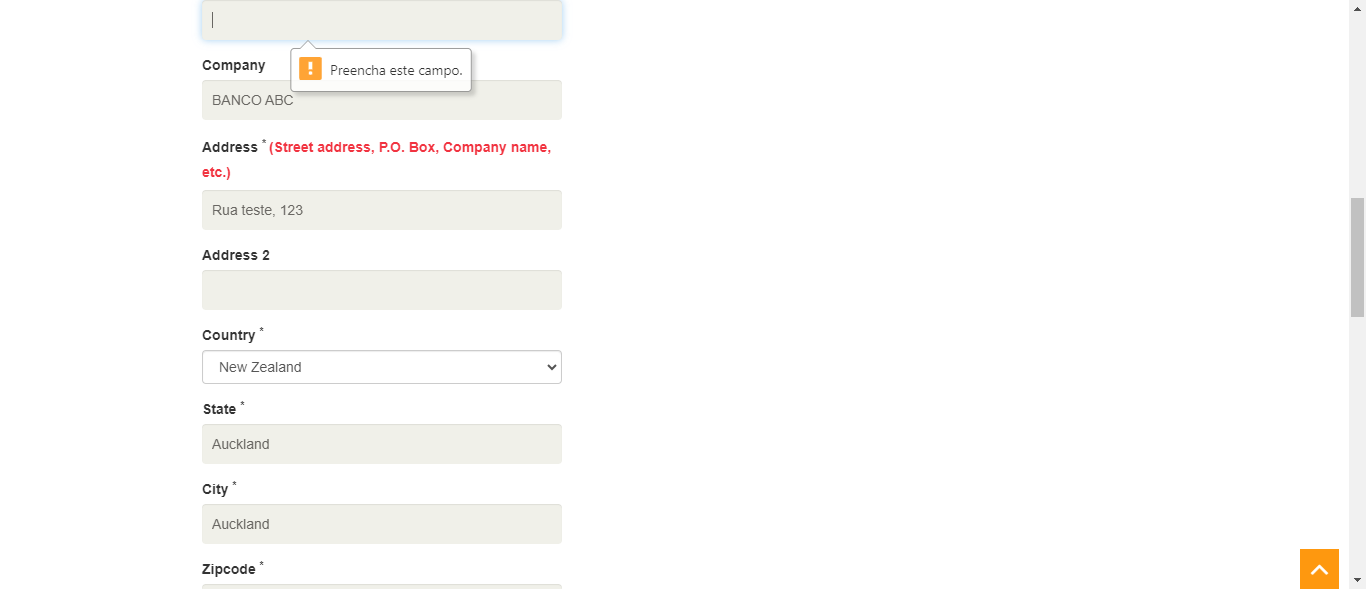 Preencha este campo.
Company
BANCO ABC
Address * (Street address, P.O. Box, Company name,
etc.)
Rua teste, 123
Address 2
Country *
New Zealand
State *
Auckland
City *
Auckland
Zipcode *